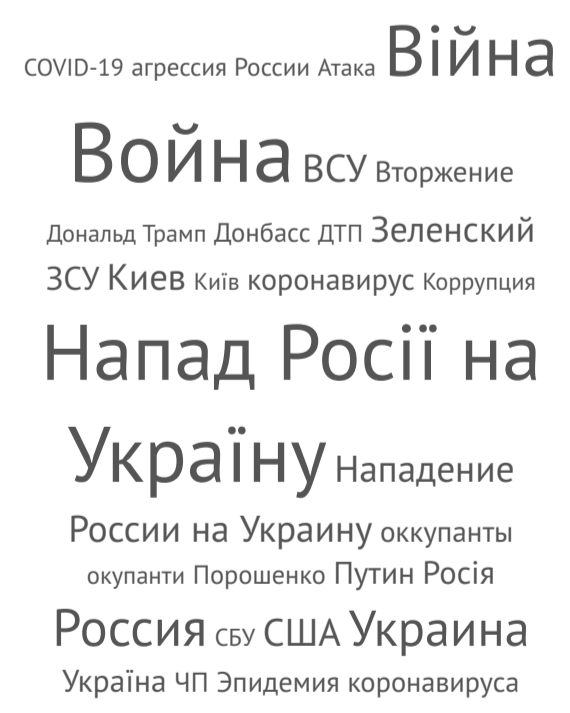 COVID-19 агрессия России Атака Війна
Война ВСУ Вторжение
Дональд Трамп Донбасс ДТП Зеленский
ЗСУ Киев Київ коронавирус Коррупция
Напад Росії на
Україну Нападение
России на Украину оккупанты
окупанти Порошенко Путин Росія
Россия СБУ США Украина
Україна ЧП Эпидемия коронавируса